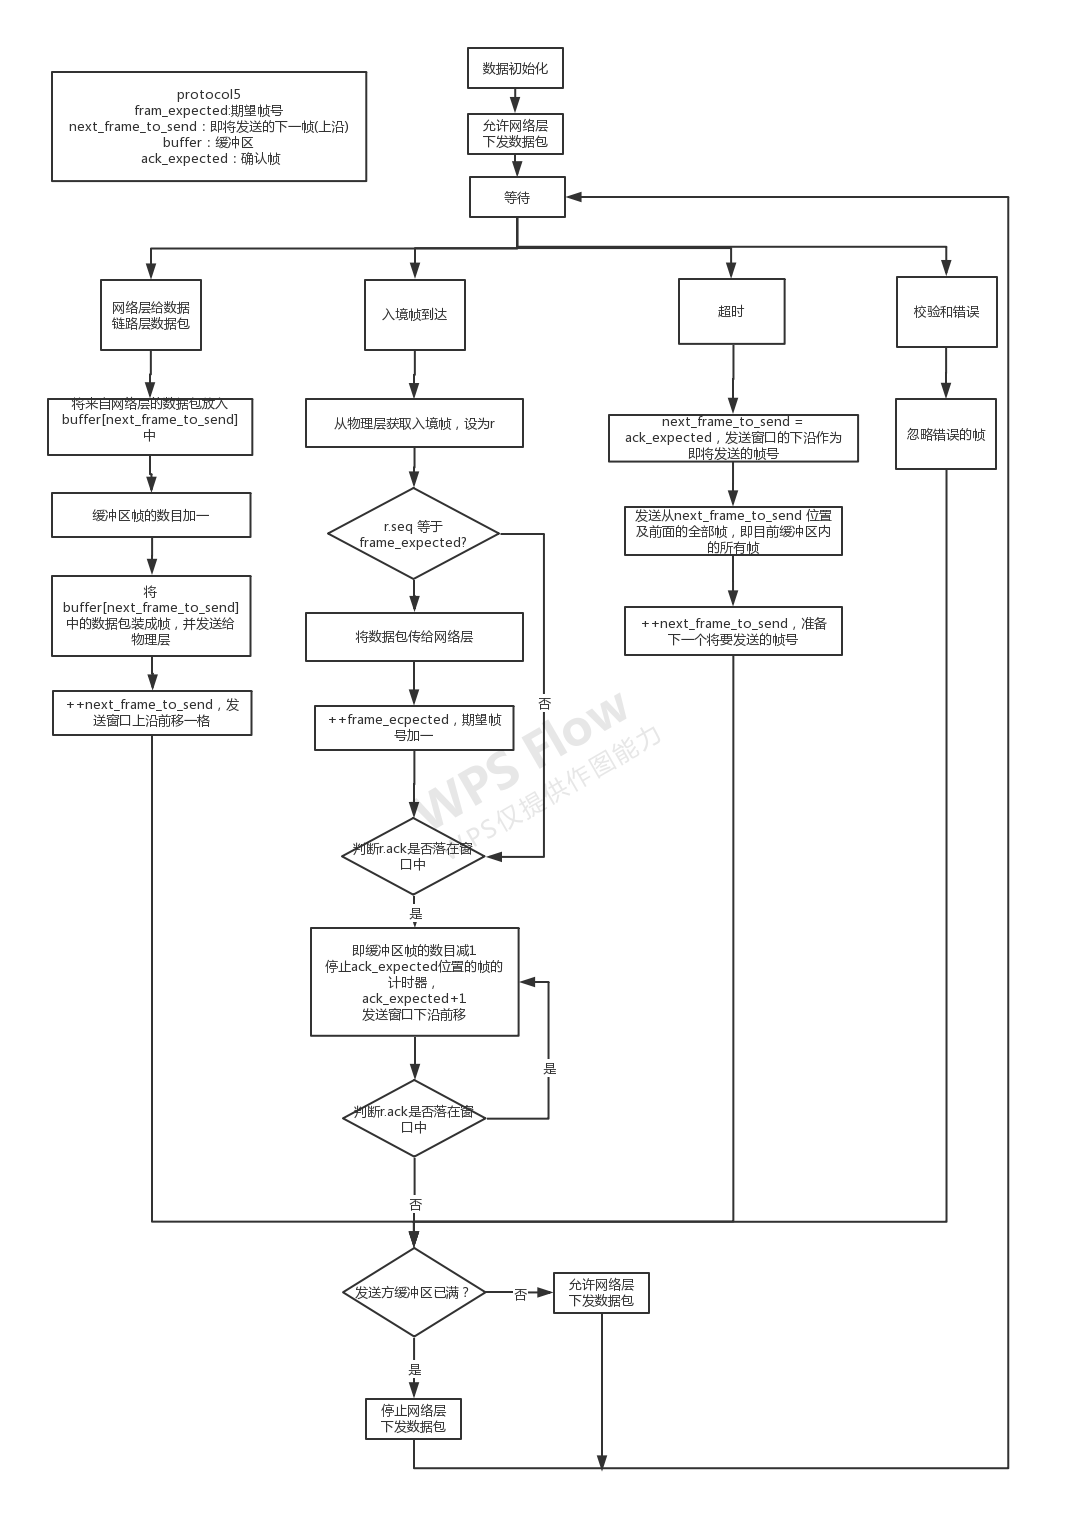 protocol5
fram_expected:期望帧号
next_frame_to_send：即将发送的下一帧(上沿)
buffer：缓冲区
ack_expected：确认帧
数据初始化
允许网络层
下发数据包
等待
网络层给数据
链路层数据包
将来自网络层的数据包放入
buffer[next_frame_to_send]
中
缓冲区帧的数目加一
将
buffer[next_frame_to_send]
中的数据包装成帧，并发送给
物理层
++next_frame_to_send，发
送窗口上沿前移一格
入境帧到达
从物理层获取入境帧，设为r
r.seq 等于
frame_expected?
将数据包传给网络层
++frame_ecpected，期望帧
号加一
否
判断r.ack是否落在窗
口中
是
即缓冲区帧的数目减1
停止ack_expected位置的帧的
计时器，
ack_expected+1
发送窗口下沿前移
是
判断r.ack是否落在窗
口中
否
超时
next_frame_to_send =
ack_expected，发送窗口的下沿作为
即将发送的帧号
发送从next_frame_to_send 位置
及前面的全部帧，即目前缓冲区内
的所有帧
++next_frame_to_send，准备
下一个将要发送的帧号
校验和错误
忽略错误的帧
发送方缓冲区已满？
否
允许网络层
下发数据包
是
停止网络层
下发数据包
WPS Flow
WPS仅提供作图能力